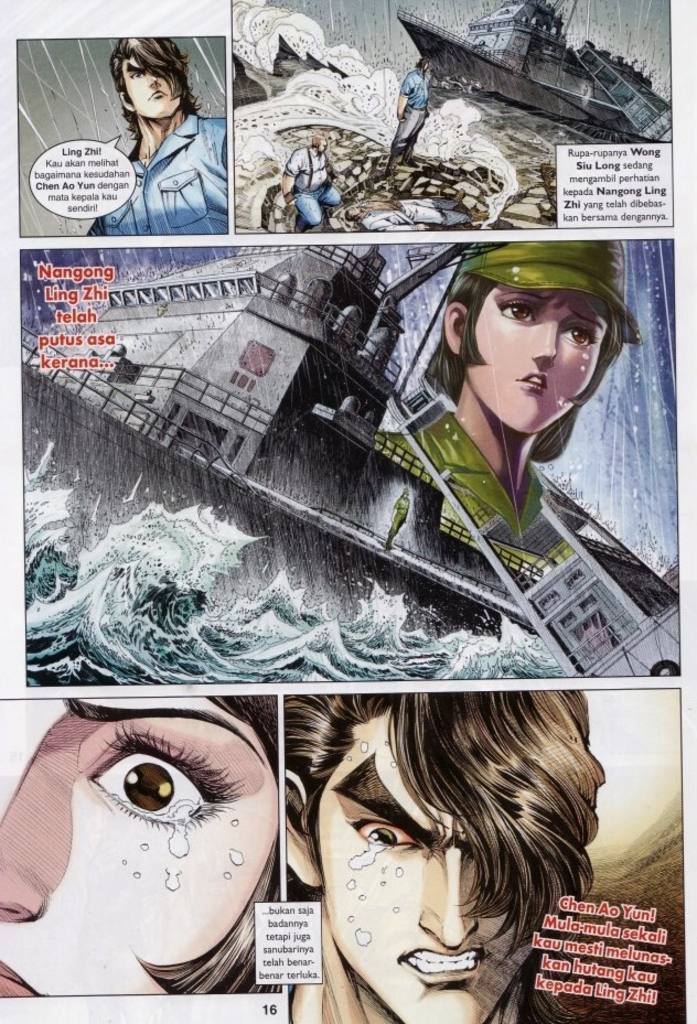 Ling Zhi!
Kau akan melihat
bagaimana kesudahan
Chen Ao Yun dengan
mata kepala kau
sendiri!
Rupa-rupanya Wong
Siu Long sedang
mengambil perhatian
kepada Nangong Ling
Zhi yang telah dibebas-
kan bersama dengannya.
Nangong
Ling Zhi
telah
putus asa
kerana...
...bukan saja
badannya
tetapi juga
sanubarinya
telah benar-
benar terluka.
Chen Ao Yun!
Mula-mula sekali
kau mesti melunas-
kan hutang kau
kepada Ling Zhi!
16